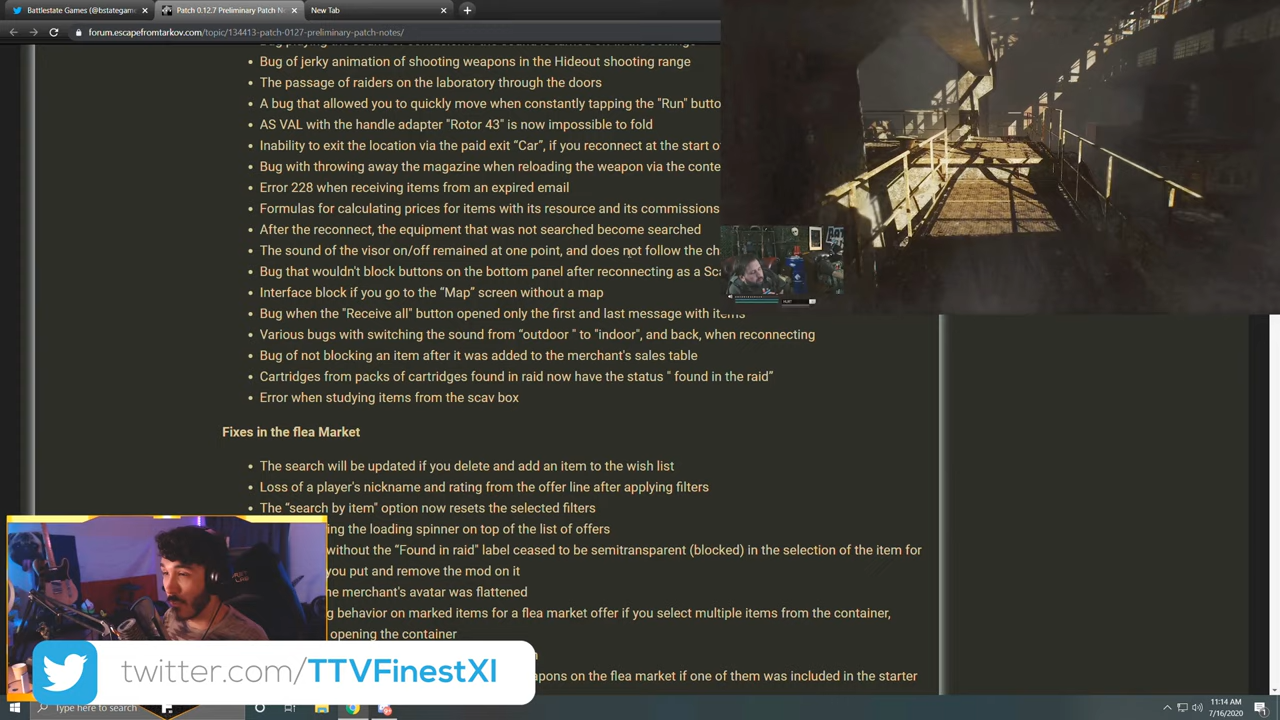 Battlestate Games (@bstategam
Patch 0.12.7 Preliminary Patch N
New Tab
forum.escapefromtarkov.com/topic/134413-patch-0127-preliminary-patch-notes/
Bug of jerky animation of shooting weapons in the Hideout shooting range
The passage of raiders on the laboratory through the doors
A bug that allowed you to quickly move when constantly tapping the "Run" butto
AS VAL with the handle adapter "Rotor 43" is now impossible to fold
Inability to exit the location via the paid exit “Car”, if you reconnect at the start o
Bug with throwing away the magazine when reloading the weapon via the conte
Error 228 when receiving items from an expired email
Formulas for calculating prices for items with its resource and its commissions
After the reconnect, the equipment that was not searched become searched
The sound of the visor on/off remained at one point, and does not follow the ch
Bug that wouldn't block buttons on the bottom panel after reconnecting as a Sca
Interface block if you go to the “Map” screen without a map
Bug when the "Receive all" button opened only the first and last message with items
Various bugs with switching the sound from “outdoor " to "indoor", and back, when reconnecting
Bug of not blocking an item after it was added to the merchant's sales table
Cartridges from packs of cartridges found in raid now have the status " found in the raid”
Error when studying items from the scav box
Fixes in the flea Market
The search will be updated if you delete and add an item to the wish list
Loss of a player's nickname and rating from the offer line after applying filters
The “search by item" option now resets the selected filters
ing the loading spinner on top of the list of offers
without the “Found in raid" label ceased to be semitransparent (blocked) in the selection of the item for
you put and remove the mod on it
he merchant's avatar was flattened
g behavior on marked items for a flea market offer if you select multiple items from the container,
opening the container
apons on the flea market if one of them was included in the starter
twitter.com/TTVFinestXI
Type here to search
11:14 AM
7/16/2020